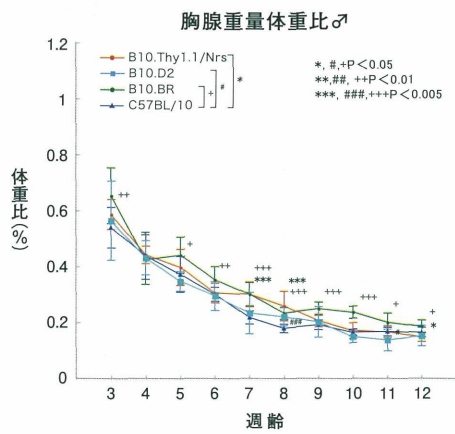 胸腺重量体重比♂
1.2
1
0.8
0.6
0.4
0.2
0
体重比(%)
B10.Thy1.1/Nrs
B10.D2
B10.BR
C57BL/10
+
#
*
*, #,+P<0.05
**,##, ++P<0.01
***, ###,+++P<0.005
++
+
++
+++
***
***
+++
###
+++
+++
+
+
*
3 4 5 6 7 8 9 10 11 12
週齢